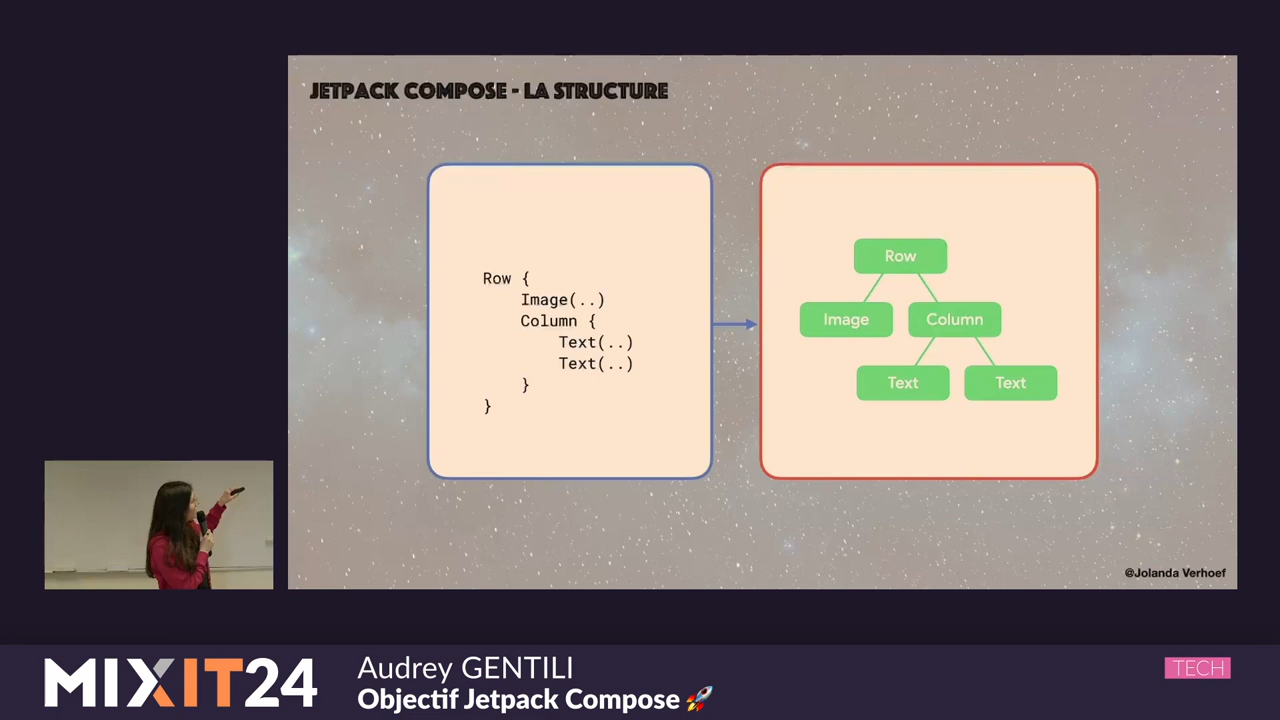 JETPACK COMPOSE - LA STRUCTURE
Row {
    Image(..)
    Column {
        Text(..)
        Text(..)
    }
}
Row
Image
Column
Text
Text
@Jolanda Verhoef
MIXIT24
Audrey GENTILI
Objectif Jetpack Compose 🚀
TECH